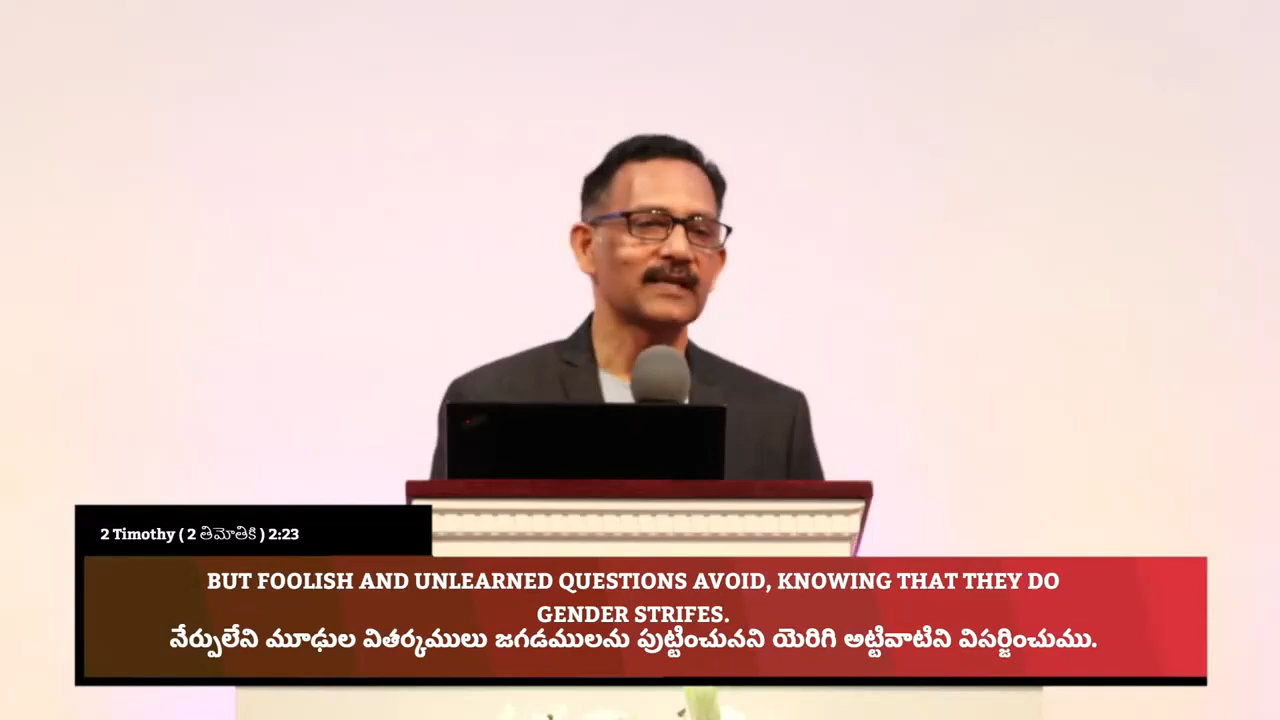 2 Timothy ( 2 తిమోతికి ) 2:23
BUT FOOLISH AND UNLEARNED QUESTIONS AVOID, KNOWING THAT THEY DO
GENDER STRIFES.
నేర్పులేని మూఢుల వితర్కములు జగడములను పుట్టించునని యెరిగి అట్టివాటిని విసర్జించుము.